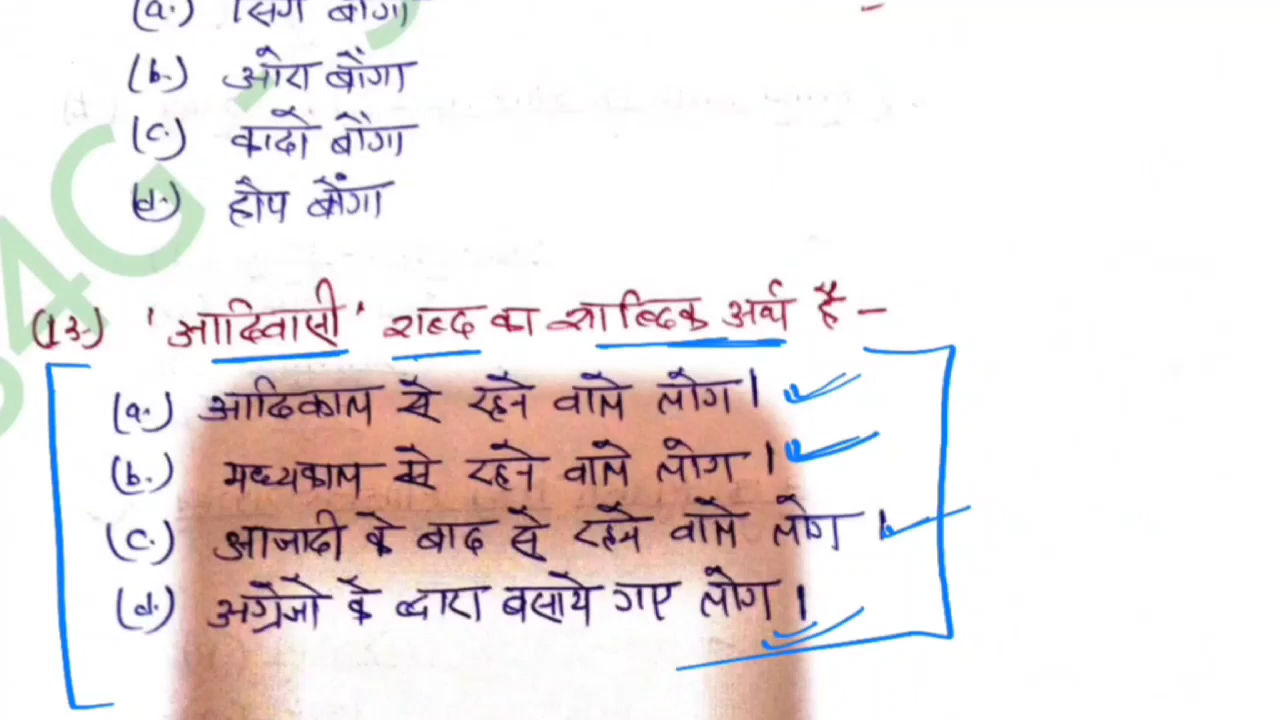 (a.) सिंग बोंगा
(b.) ओरा बोंगा
(c.) कादो बोंगा
(d.) हौप बोंगा
(13.) 'आदिवासी' शब्द का शाब्दिक अर्थ है -
(a.) आदिकाल से रहने वाले लोग।
(b.) मध्यकाल से रहने वाले लोग।
(c.) आजादी के बाद से रहने वाले लोग।
(d.) अंग्रेजो के द्वारा बसाये गए लोग।